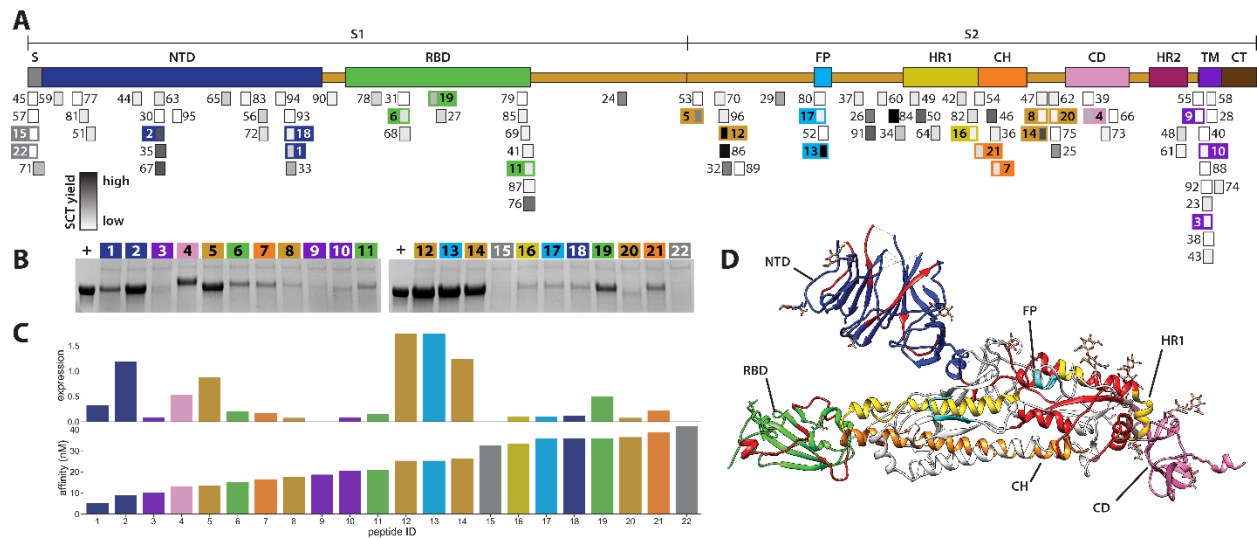 A
S1
S2
S NTD RBD FP HR1 CH CD HR2 TM CT
45 59 77 44 63 65 83 94 90 78 31 19 79 24 53 70 29 80 37 60 49 42 54 47 62 39 55 58
57 81 30 95 56 93 6 27 85 5 96 17 26 84 82 46 8 20 4 66 9
15 51 2 72 18 68 69 12 52 91 34 50 16 36 14 75 73 48 40
22 35 1 41 86 13 21 25 61 10
71 67 33 11 32 89 7 88
87 92 74
76 23
3
38
43
SCT yield
high
low
B
+ 1 2 3 4 5 6 7 8 9 10 11 + 12 13 14 15 16 17 18 19 20 21 22
C
expression
1.5
1.0
0.5
0.0
affinity (nM)
40
30
20
10
0
1 2 3 4 5 6 7 8 9 10 11 12 13 14 15 16 17 18 19 20 21 22
peptide ID
D
NTD
FP
HR1
RBD
CH
CD